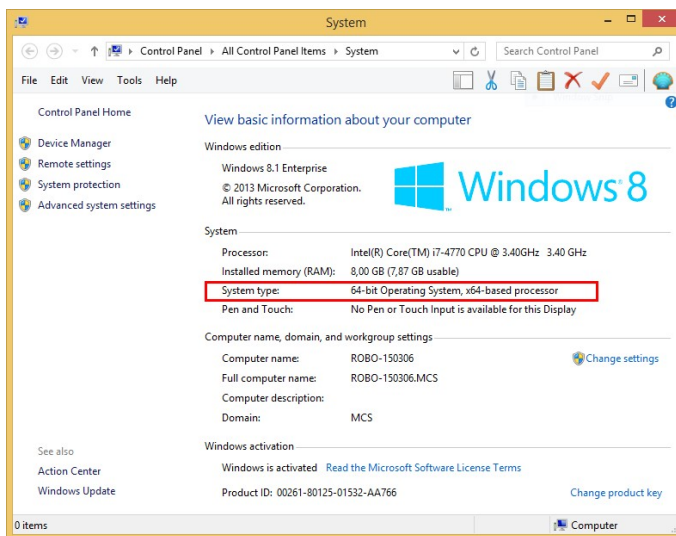 System
Control Panel All Control Panel Items System
Search Control Panel
File Edit View Tools Help
Control Panel Home
Device Manager
Remote settings
System protection
Advanced system settings
View basic information about your computer
Windows edition
Windows 8.1 Enterprise
© 2013 Microsoft Corporation.
All rights reserved.
Windows 8
System
Processor: Intel(R) Core(TM) i7-4770 CPU @ 3.40GHz 3.40 GHz
Installed memory (RAM): 8,00 GB (7,87 GB usable)
System type: 64-bit Operating System, x64-based processor
Pen and Touch: No Pen or Touch Input is available for this Display
Computer name, domain, and workgroup settings
Computer name: ROBO-150306
Change settings
Full computer name: ROBO-150306.MCS
Computer description:
Domain: MCS
Windows activation
Windows is activated Read the Microsoft Software License Terms
Product ID: 00261-80125-01532-AA766
Change product key
See also
Action Center
Windows Update
0 items
Computer